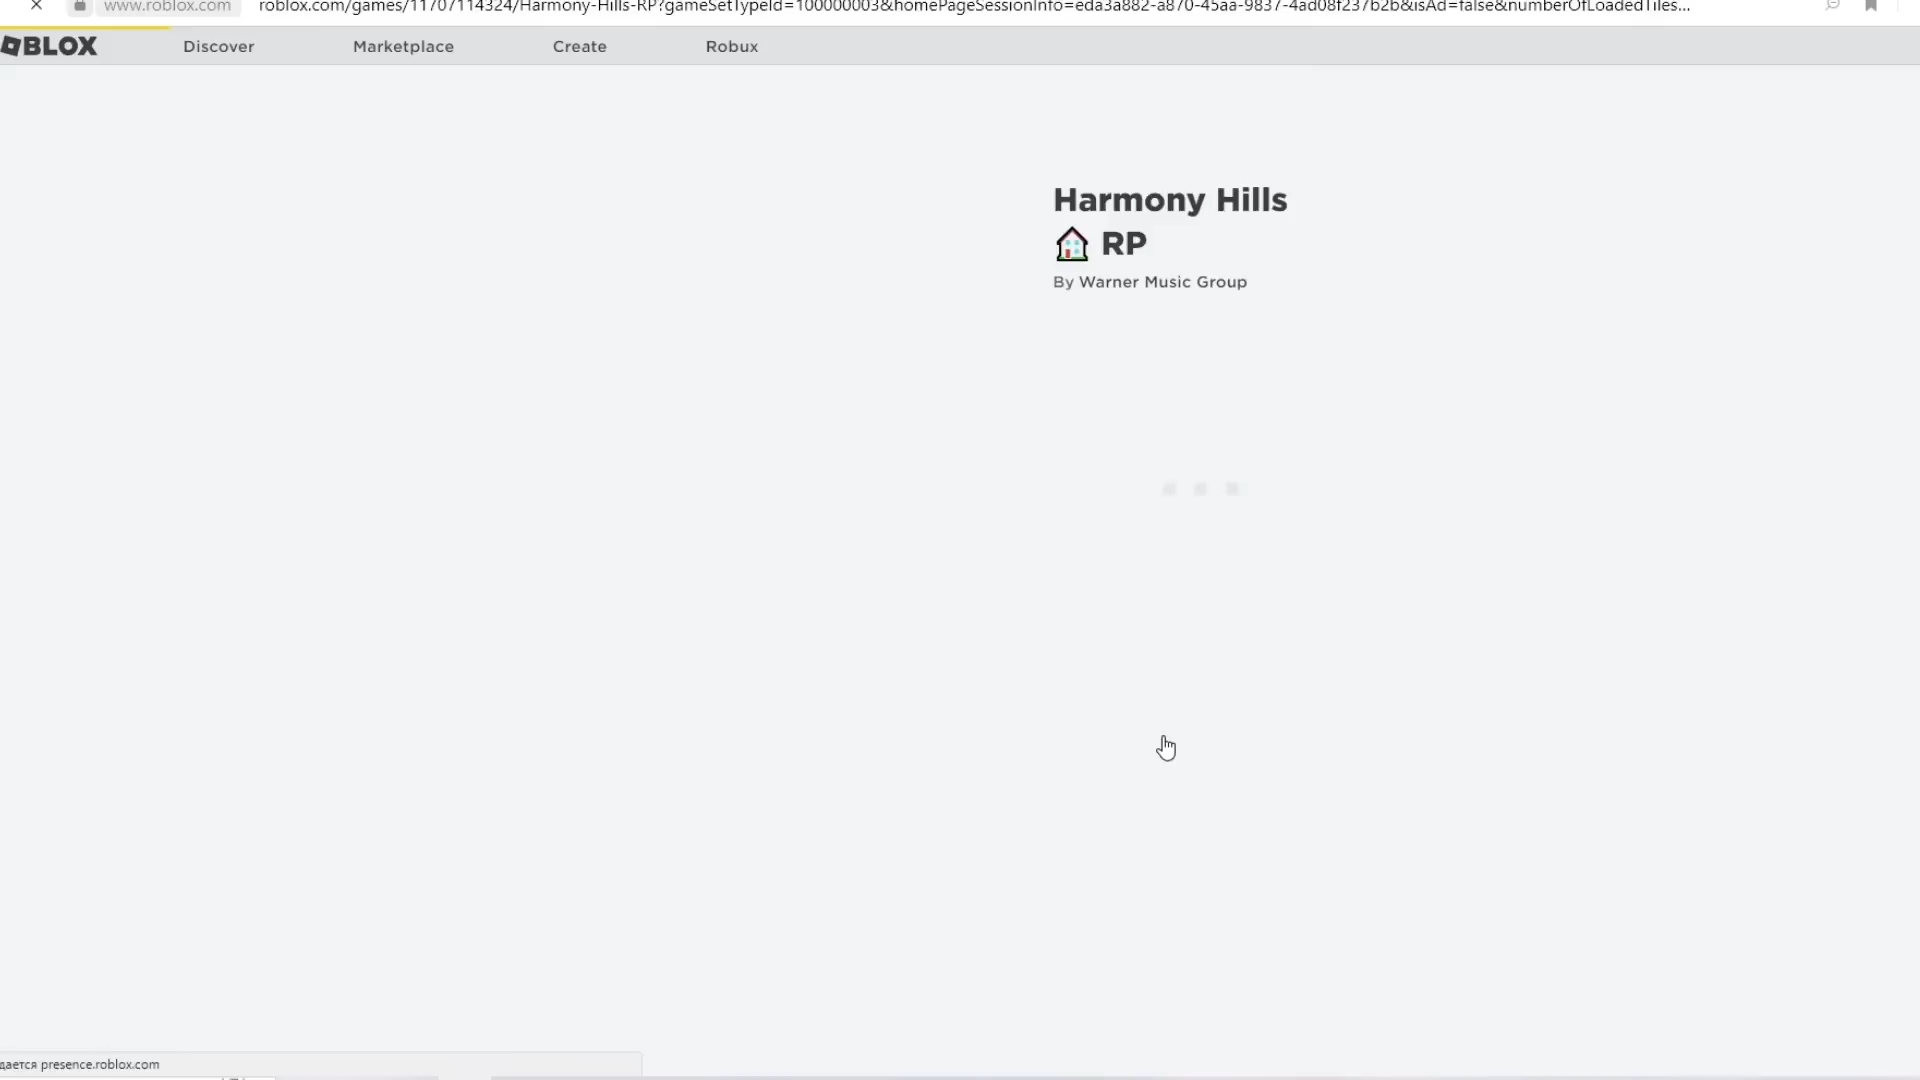 www.roblox.com roblox.com/games/11707114324/Harmony-Hills-RP?gameSetTypeId=100000003&homePageSessionInfo=eda3a882-a870-45aa-9837-4ad08f237b2b&isAd=false&numberOfLoadedTiles...
BLOX Discover Marketplace Create Robux
Harmony Hills
RP
By Warner Music Group
дается presence.roblox.com